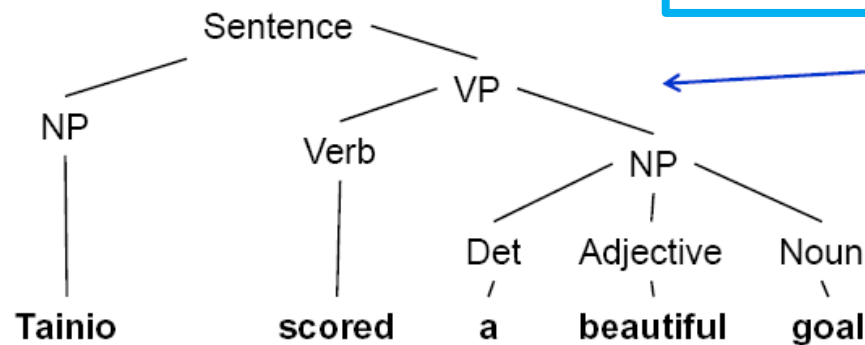 Sentence
VP
NP
Verb
NP
Det Adjective Noun
Tainio scored a beautiful goal